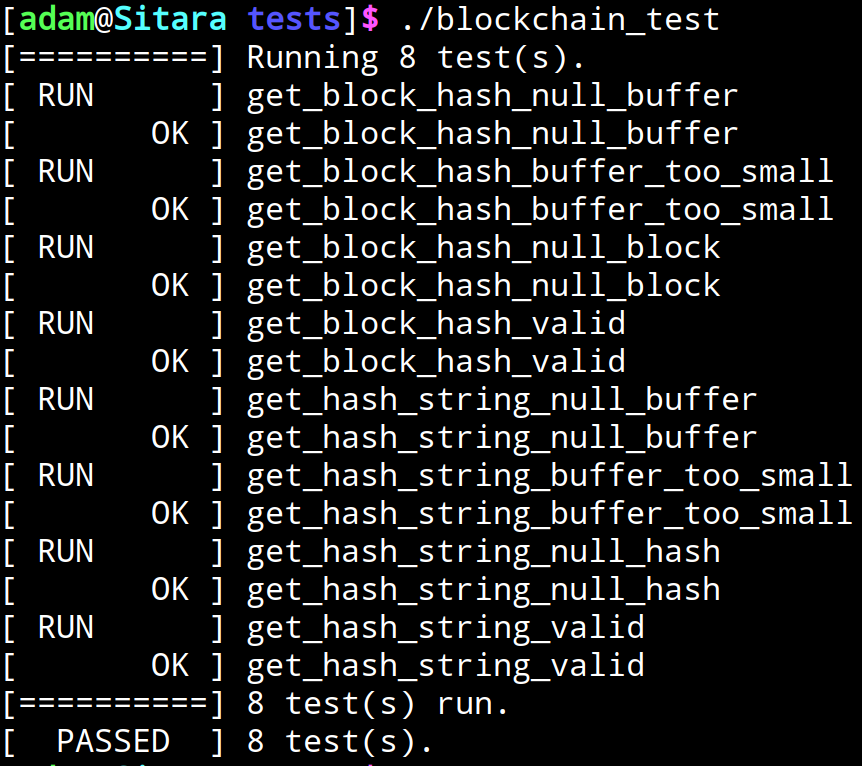 [adam@Sitara tests]$ ./blockchain_test
[==========] Running 8 test(s).
[ RUN      ] get_block_hash_null_buffer
[       OK ] get_block_hash_null_buffer
[ RUN      ] get_block_hash_buffer_too_small
[       OK ] get_block_hash_buffer_too_small
[ RUN      ] get_block_hash_null_block
[       OK ] get_block_hash_null_block
[ RUN      ] get_block_hash_valid
[       OK ] get_block_hash_valid
[ RUN      ] get_hash_string_null_buffer
[       OK ] get_hash_string_null_buffer
[ RUN      ] get_hash_string_buffer_too_small
[       OK ] get_hash_string_buffer_too_small
[ RUN      ] get_hash_string_null_hash
[       OK ] get_hash_string_null_hash
[ RUN      ] get_hash_string_valid
[       OK ] get_hash_string_valid
[==========] 8 test(s) run.
[  PASSED  ] 8 test(s).